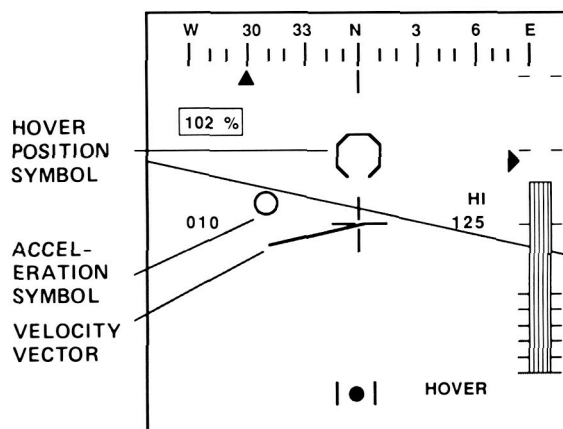 W 30 33 N 3 6 E
102 %
HOVER
POSITION
SYMBOL
HI
010
125
ACCEL-
ERATION
SYMBOL
VELOCITY
VECTOR
HOVER